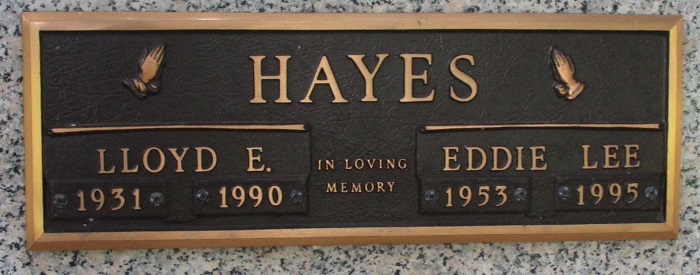 HAYES
LLOYD E.
1931 1990
IN LOVING
MEMORY
EDDIE LEE
1953 1995